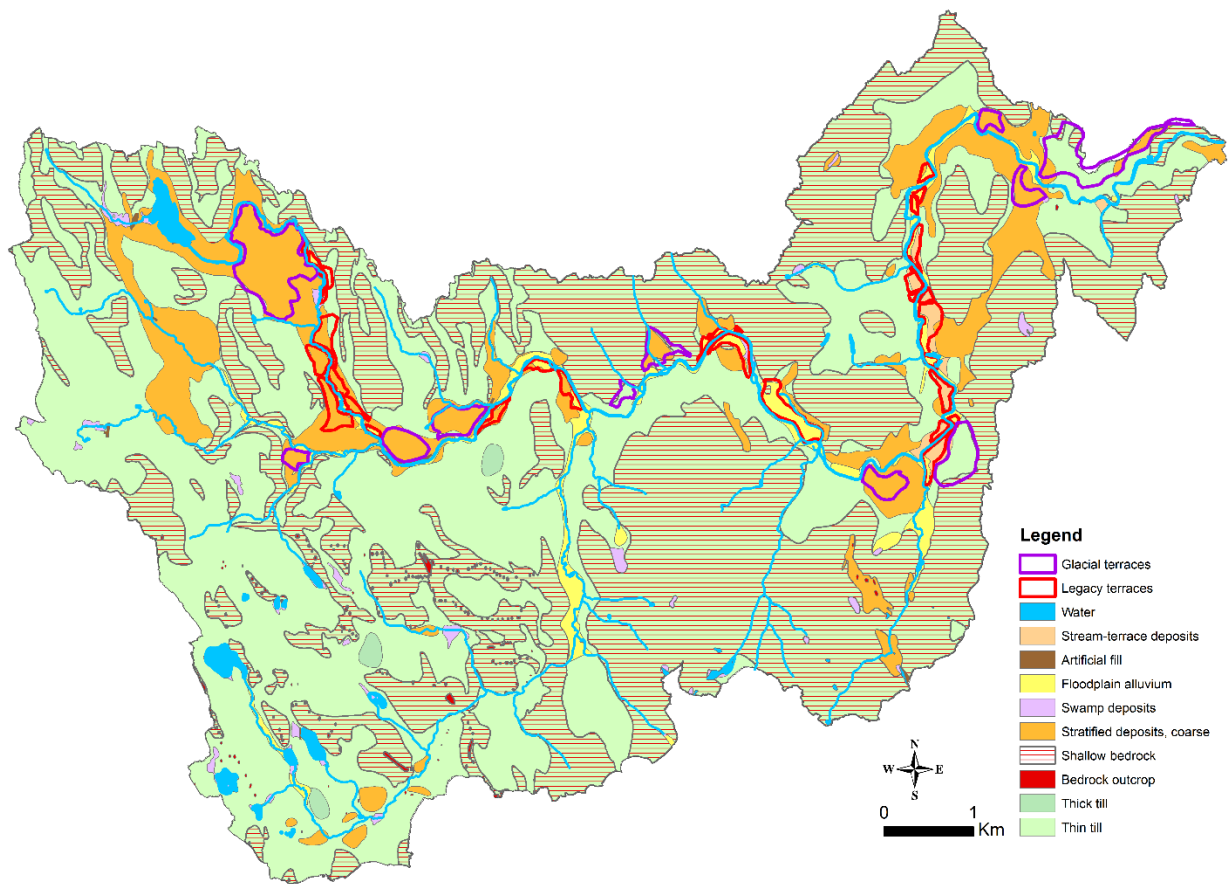 Legend
Glacial terraces
Legacy terraces
Water
Stream-terrace deposits
Artificial fill
Floodplain alluvium
Swamp deposits
Stratified deposits, coarse
Shallow bedrock
Bedrock outcrop
Thick till
Thin till
N
W E
S
0 1
Km